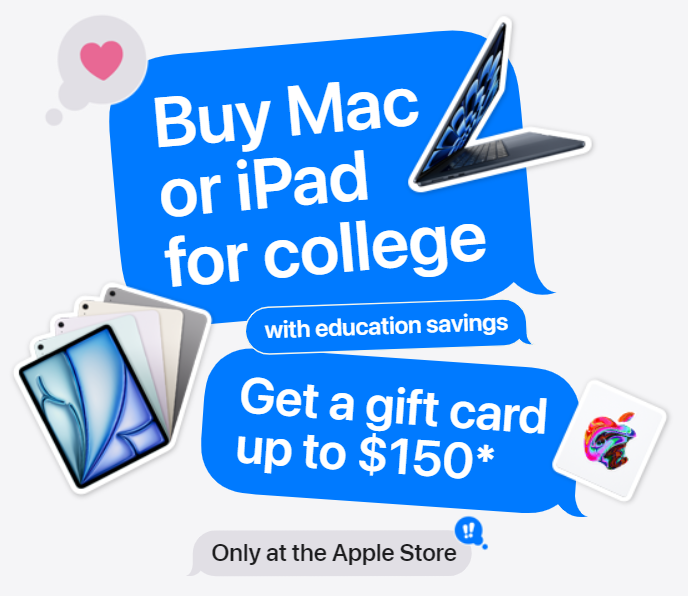 Buy Mac
or iPad
for college
with education savings
Get a gift card
up to $150*
Only at the Apple Store
!!